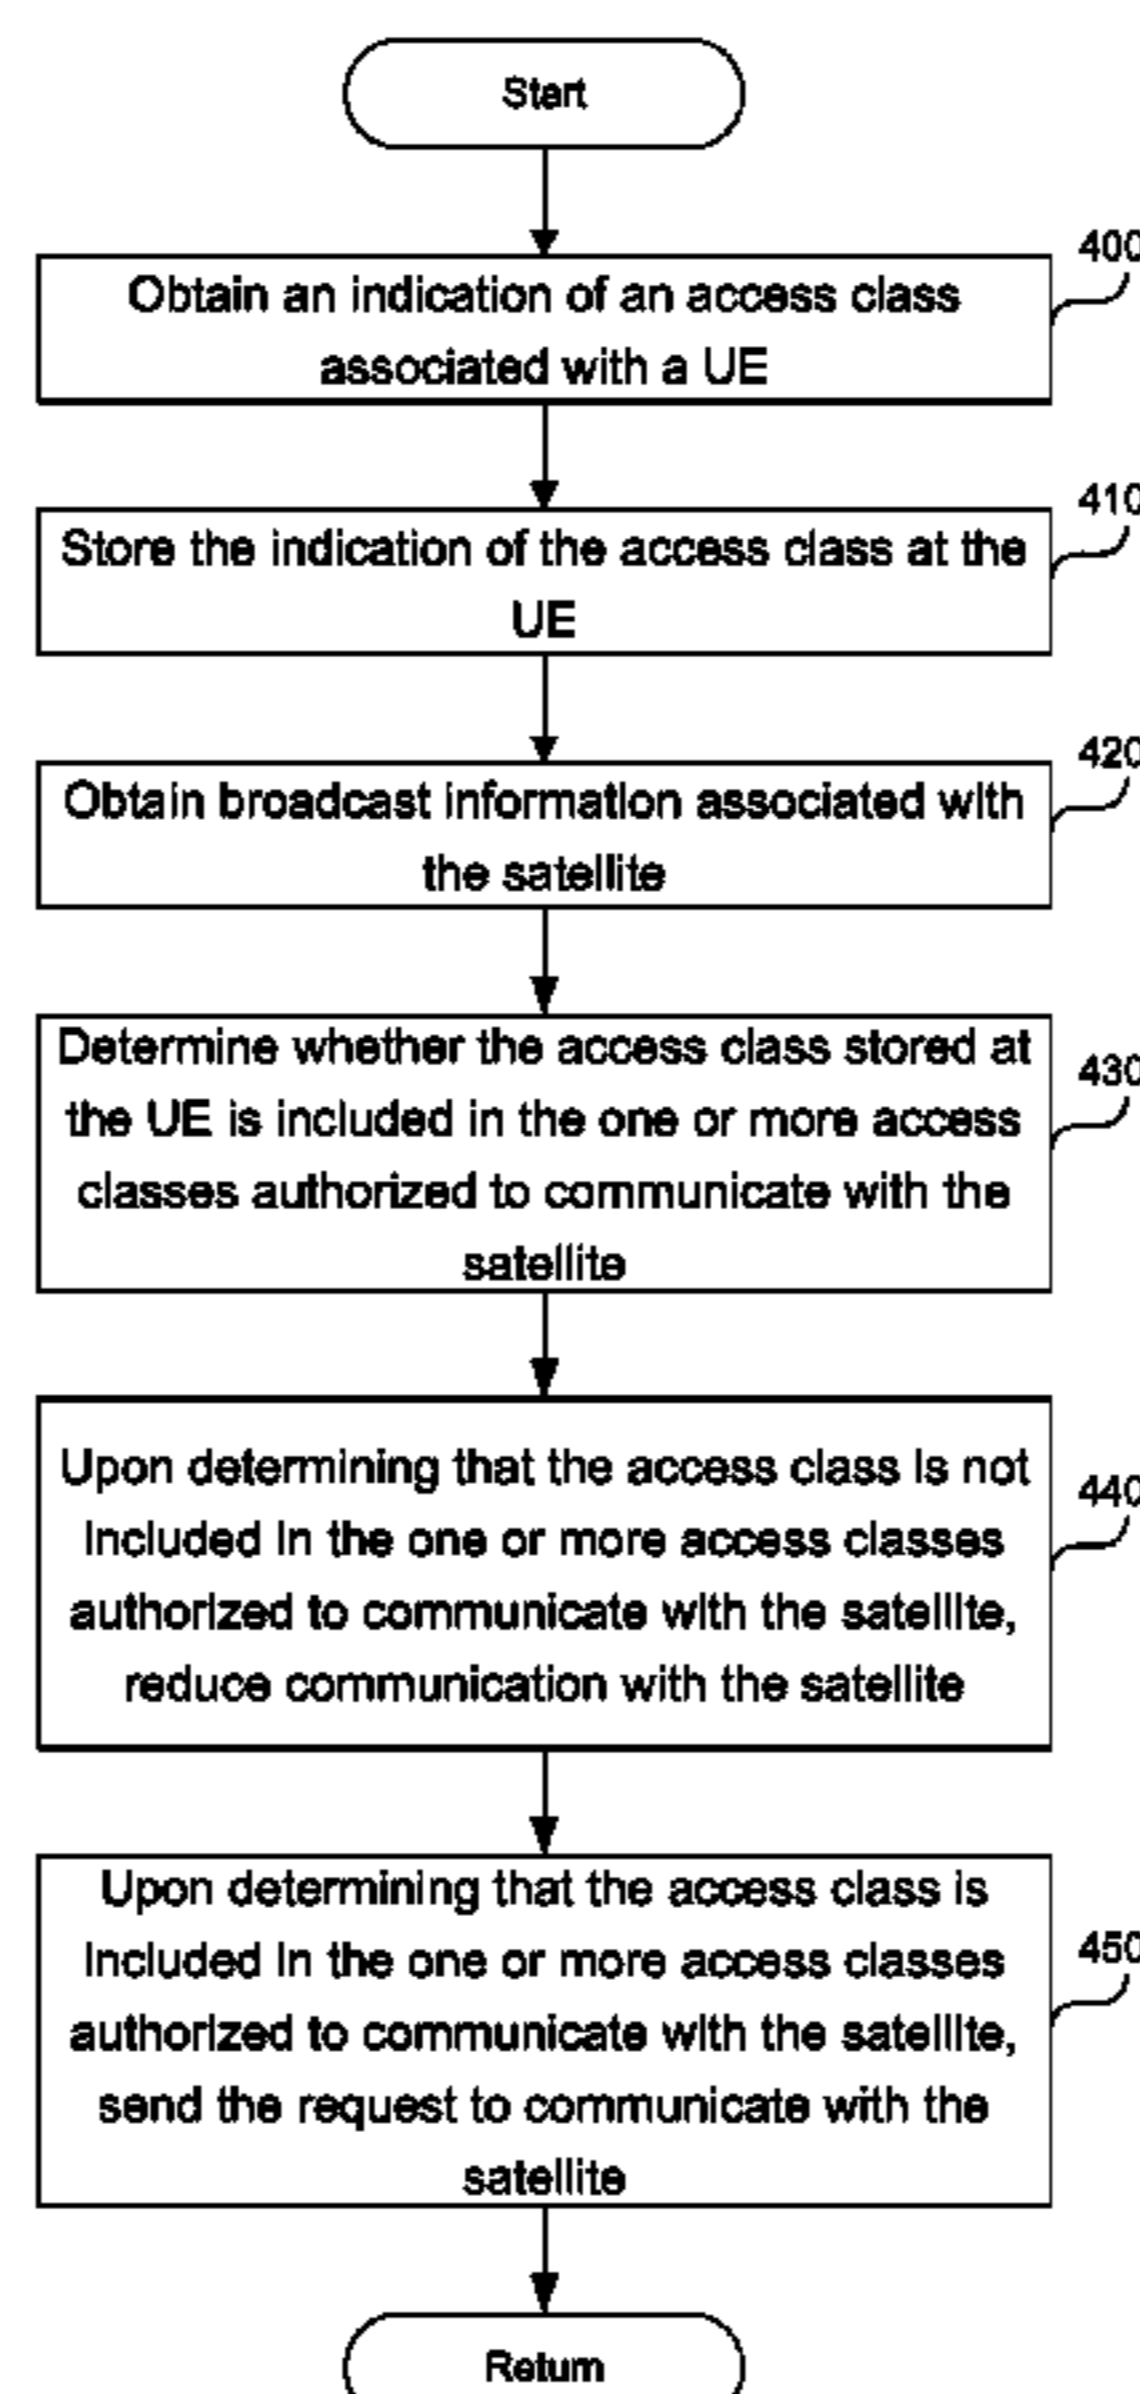 Start
400
Obtain an indication of an access class
associated with a UE
410
Store the indication of the access class at the
UE
420
Obtain broadcast information associated with
the satellite
430
Determine whether the access class stored at
the UE is included in the one or more access
classes authorized to communicate with the
satellite
440
Upon determining that the access class is not
included in the one or more access classes
authorized to communicate with the satellite,
reduce communication with the satellite
450
Upon determining that the access class is
included in the one or more access classes
authorized to communicate with the satellite,
send the request to communicate with the
satellite
Return